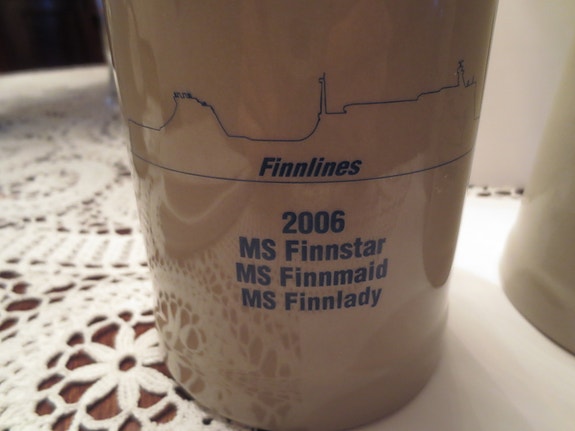 Finnlines
2006
MS Finnstar
MS Finnmaid
MS Finnlady